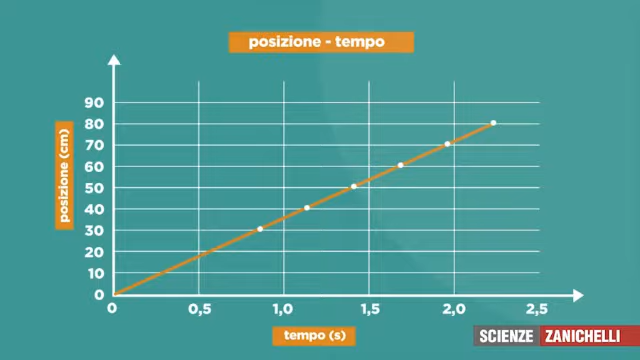 posizione - tempo
posizione (cm)
90
80
70
60
50
40
30
20
10
0
0 0,5 1,0 1,5 2,0 2,5
tempo (s)
SCIENZE ZANICHELLI